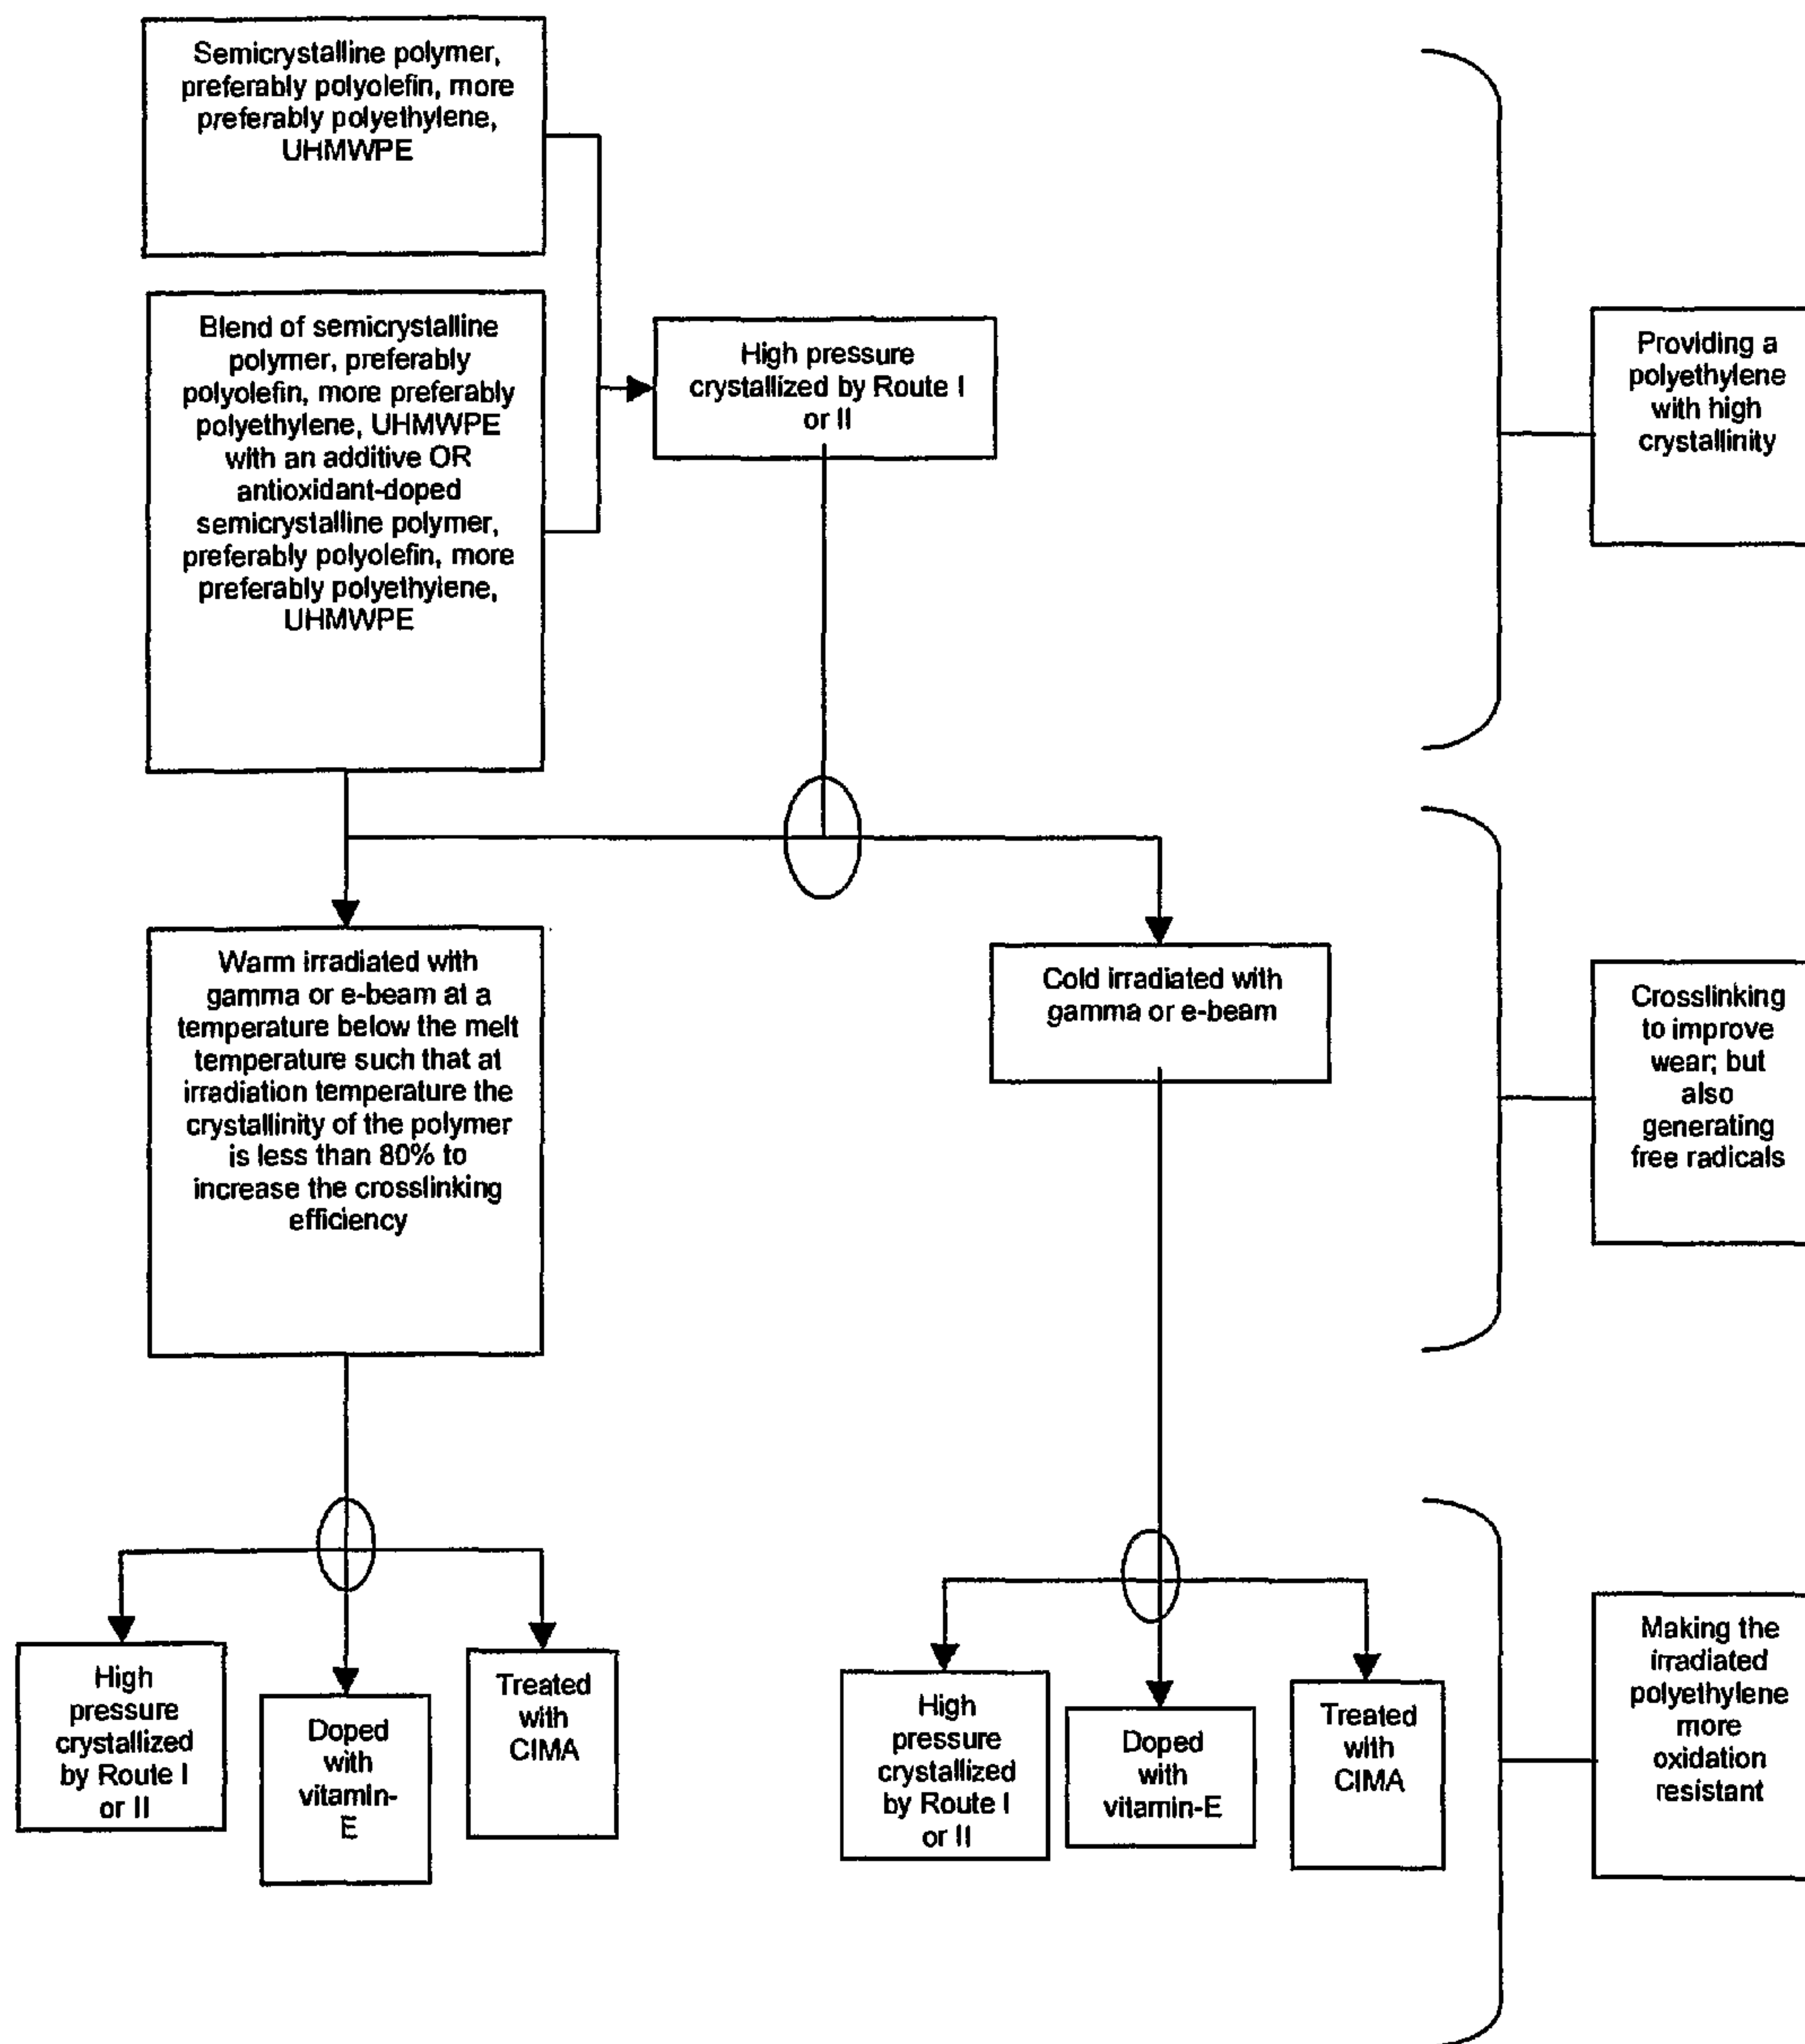 Semicrystalline polymer,
preferably polyolefin, more
preferably polyethylene,
UHMWPE
Blend of semicrystalline
polymer, preferably
polyolefin, more preferably
polyethylene, UHMWPE
with an additive OR
antioxidant-doped
semicrystalline polymer,
preferably polyolefin, more
preferably polyethylene,
UHMWPE
High pressure
crystallized by Route I
or II
Providing a
polyethylene
with high
crystallinity
Warm irradiated with
gamma or e-beam at a
temperature below the melt
temperature such that at
irradiation temperature the
crystallinity of the polymer
is less than 80% to
increase the crosslinking
efficiency
Cold irradiated with
gamma or e-beam
Crosslinking
to improve
wear; but
also
generating
free radicals
High
pressure
crystallized
by Route I
or II
Doped
with
vitamin-
E
Treated
with
CIMA
High
pressure
crystallized
by Route I
or II
Doped
with
vitamin-E
Treated
with
CIMA
Making the
irradiated
polyethylene
more
oxidation
resistant